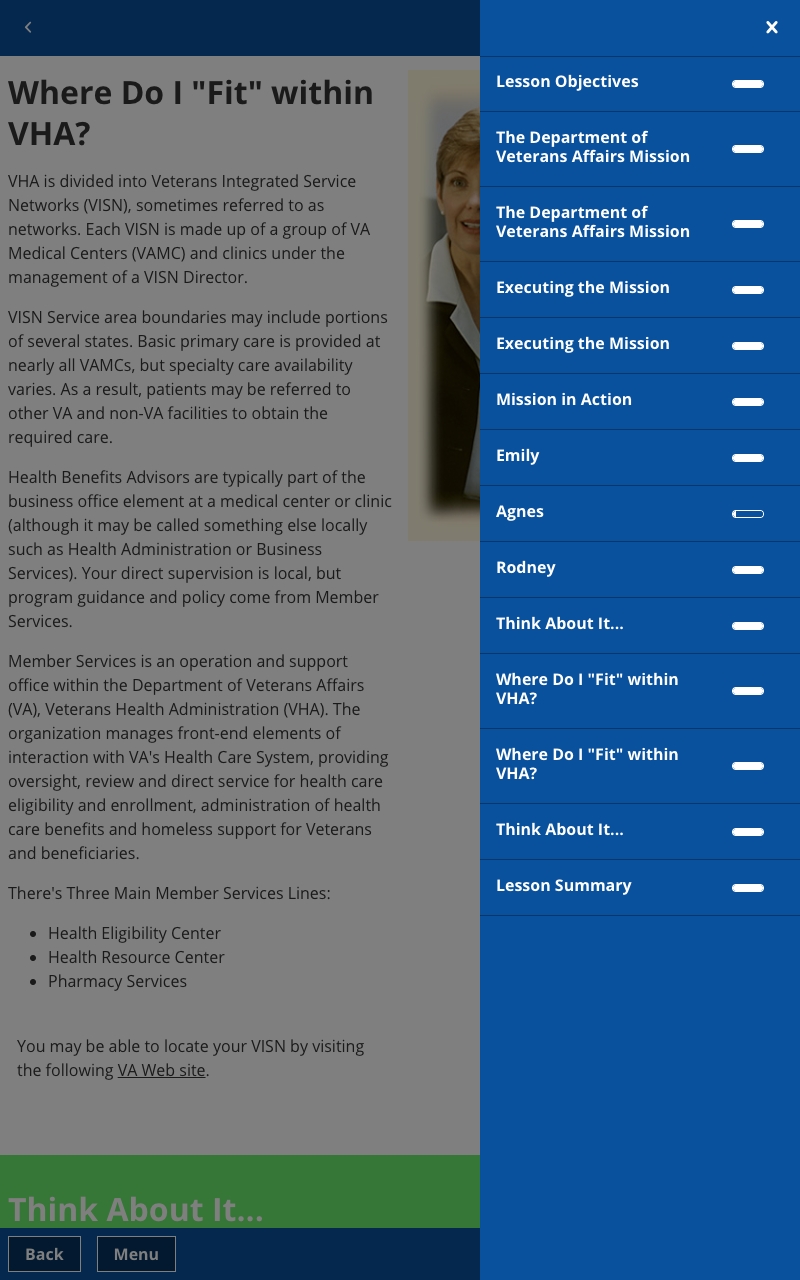 Where Do I "Fit" within
VHA?
VHA is divided into Veterans Integrated Service
Networks (VISN), sometimes referred to as
networks. Each VISN is made up of a group of VA
Medical Centers (VAMC) and clinics under the
management of a VISN Director.
VISN Service area boundaries may include portions
of several states. Basic primary care is provided at
nearly all VAMCs, but specialty care availability
varies. As a result, patients may be referred to
other VA and non-VA facilities to obtain the
required care.
Health Benefits Advisors are typically part of the
business office element at a medical center or clinic
(although it may be called something else locally
such as Health Administration or Business
Services). Your direct supervision is local, but
program guidance and policy come from Member
Services.
Member Services is an operation and support
office within the Department of Veterans Affairs
(VA), Veterans Health Administration (VHA). The
organization manages front-end elements of
interaction with VA's Health Care System, providing
oversight, review and direct service for health care
eligibility and enrollment, administration of health
care benefits and homeless support for Veterans
and beneficiaries.
There's Three Main Member Services Lines:
• Health Eligibility Center
• Health Resource Center
• Pharmacy Services
You may be able to locate your VISN by visiting
the following VA Web site.
Think About It...
Back
Menu
Lesson Objectives
The Department of
Veterans Affairs Mission
The Department of
Veterans Affairs Mission
Executing the Mission
Executing the Mission
Mission in Action
Emily
Agnes
Rodney
Think About It...
Where Do I "Fit" within
VHA?
Where Do I "Fit" within
VHA?
Think About It...
Lesson Summary